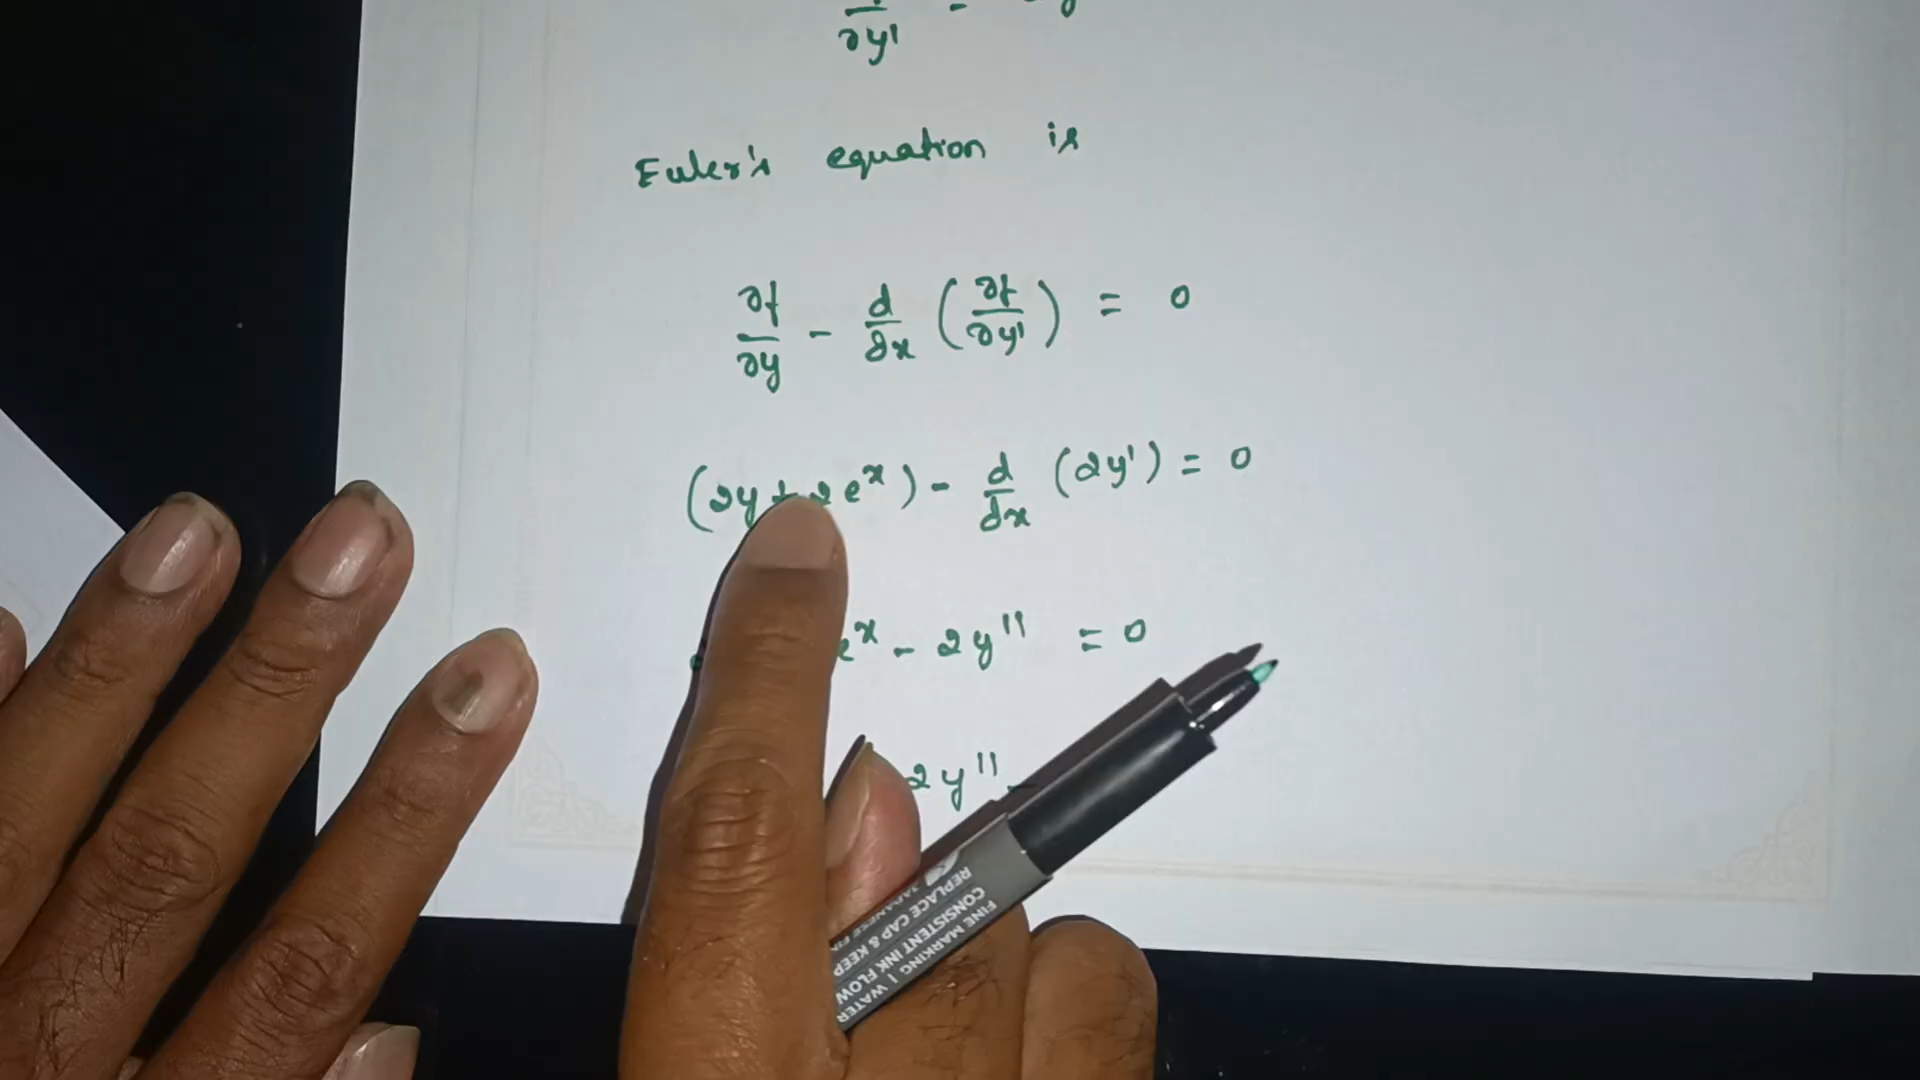 ∂y'
Euler's equation is
∂f/∂y - d/dx (∂f/∂y') = 0
(2y + 2e^x) - d/dx (2y') = 0
e^x - 2y'' = 0
2y'' -
FINE MARKING | WATER
CONSISTENT INK FLOW
REPLACE CAP & KEEP